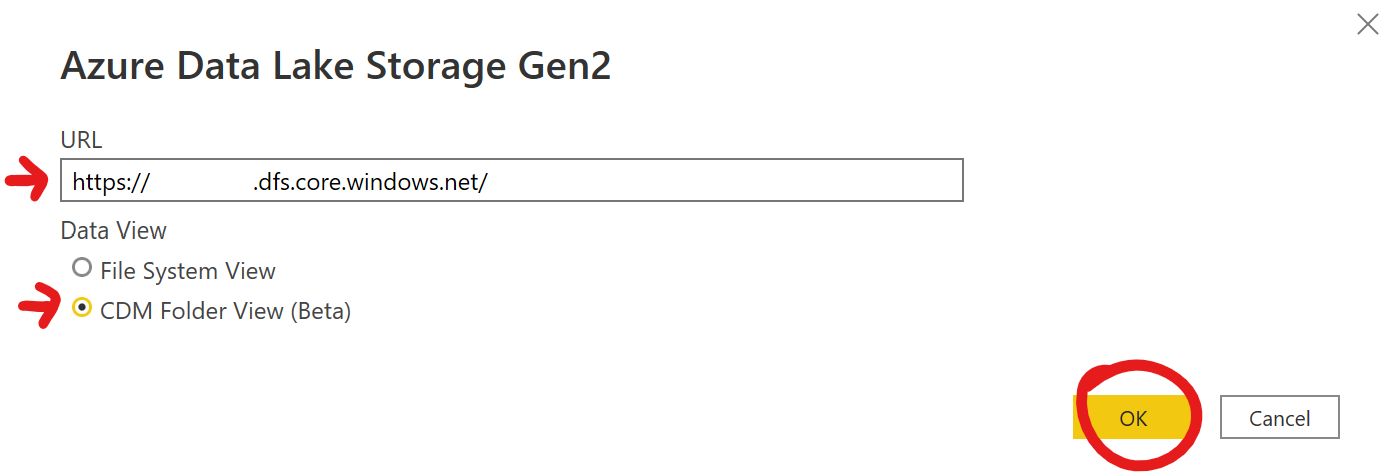 Azure Data Lake Storage Gen2
URL
https:// .dfs.core.windows.net/
Data View
File System View
CDM Folder View (Beta)
OK Cancel